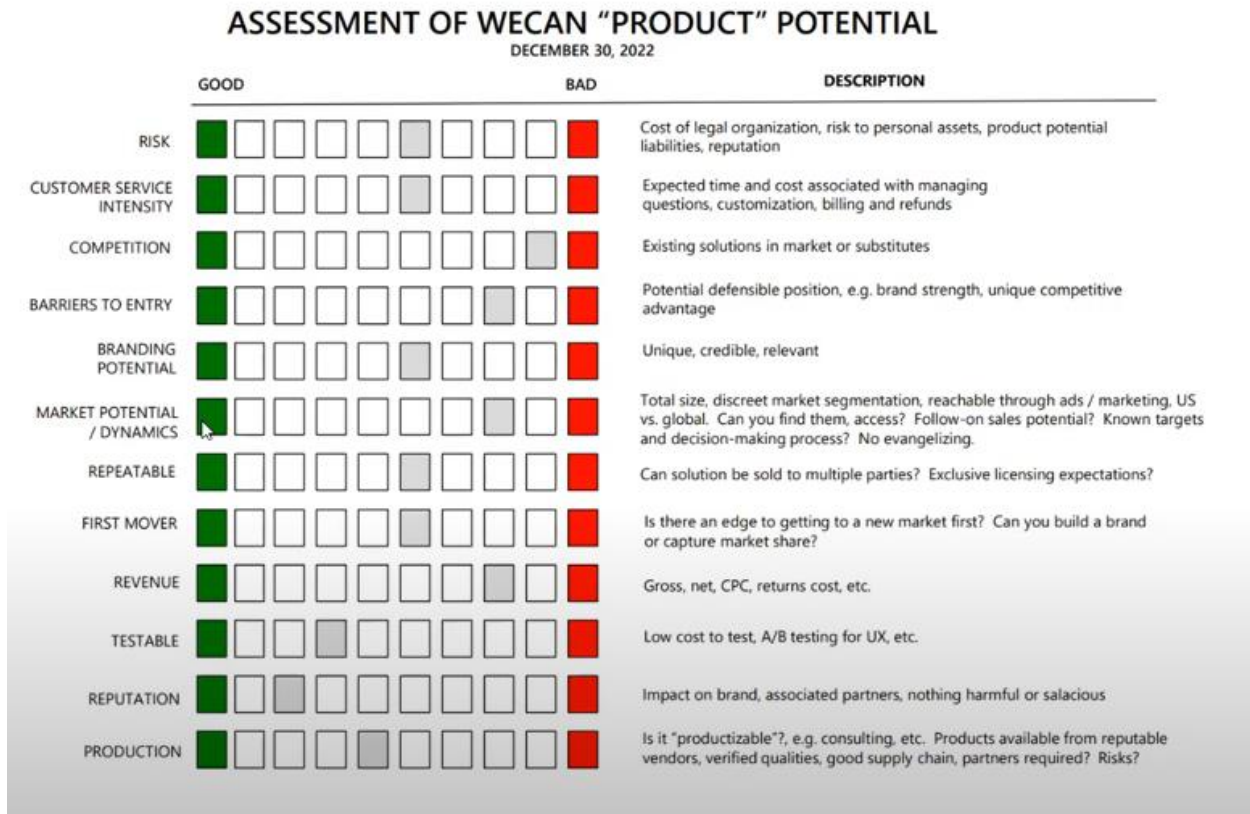 ASSESSMENT OF WECAN “PRODUCT” POTENTIAL
DECEMBER 30, 2022
GOOD
BAD
DESCRIPTION
RISK
Cost of legal organization, risk to personal assets, product potential
liabilities, reputation
CUSTOMER SERVICE
INTENSITY
Expected time and cost associated with managing
questions, customization, billing and refunds
COMPETITION
Existing solutions in market or substitutes
BARRIERS TO ENTRY
Potential defensible position, e.g. brand strength, unique competitive
advantage
BRANDING
POTENTIAL
Unique, credible, relevant
MARKET POTENTIAL
/ DYNAMICS
Total size, discreet market segmentation, reachable through ads / marketing, US
vs. global. Can you find them, access? Follow-on sales potential? Known targets
and decision-making process? No evangelizing.
REPEATABLE
Can solution be sold to multiple parties? Exclusive licensing expectations?
FIRST MOVER
Is there an edge to getting to a new market first? Can you build a brand
or capture market share?
REVENUE
Gross, net, CPC, returns cost, etc.
TESTABLE
Low cost to test, A/B testing for UX, etc.
REPUTATION
Impact on brand, associated partners, nothing harmful or salacious
PRODUCTION
Is it “productizable”?, e.g. consulting, etc. Products available from reputable
vendors, verified qualities, good supply chain, partners required? Risks?